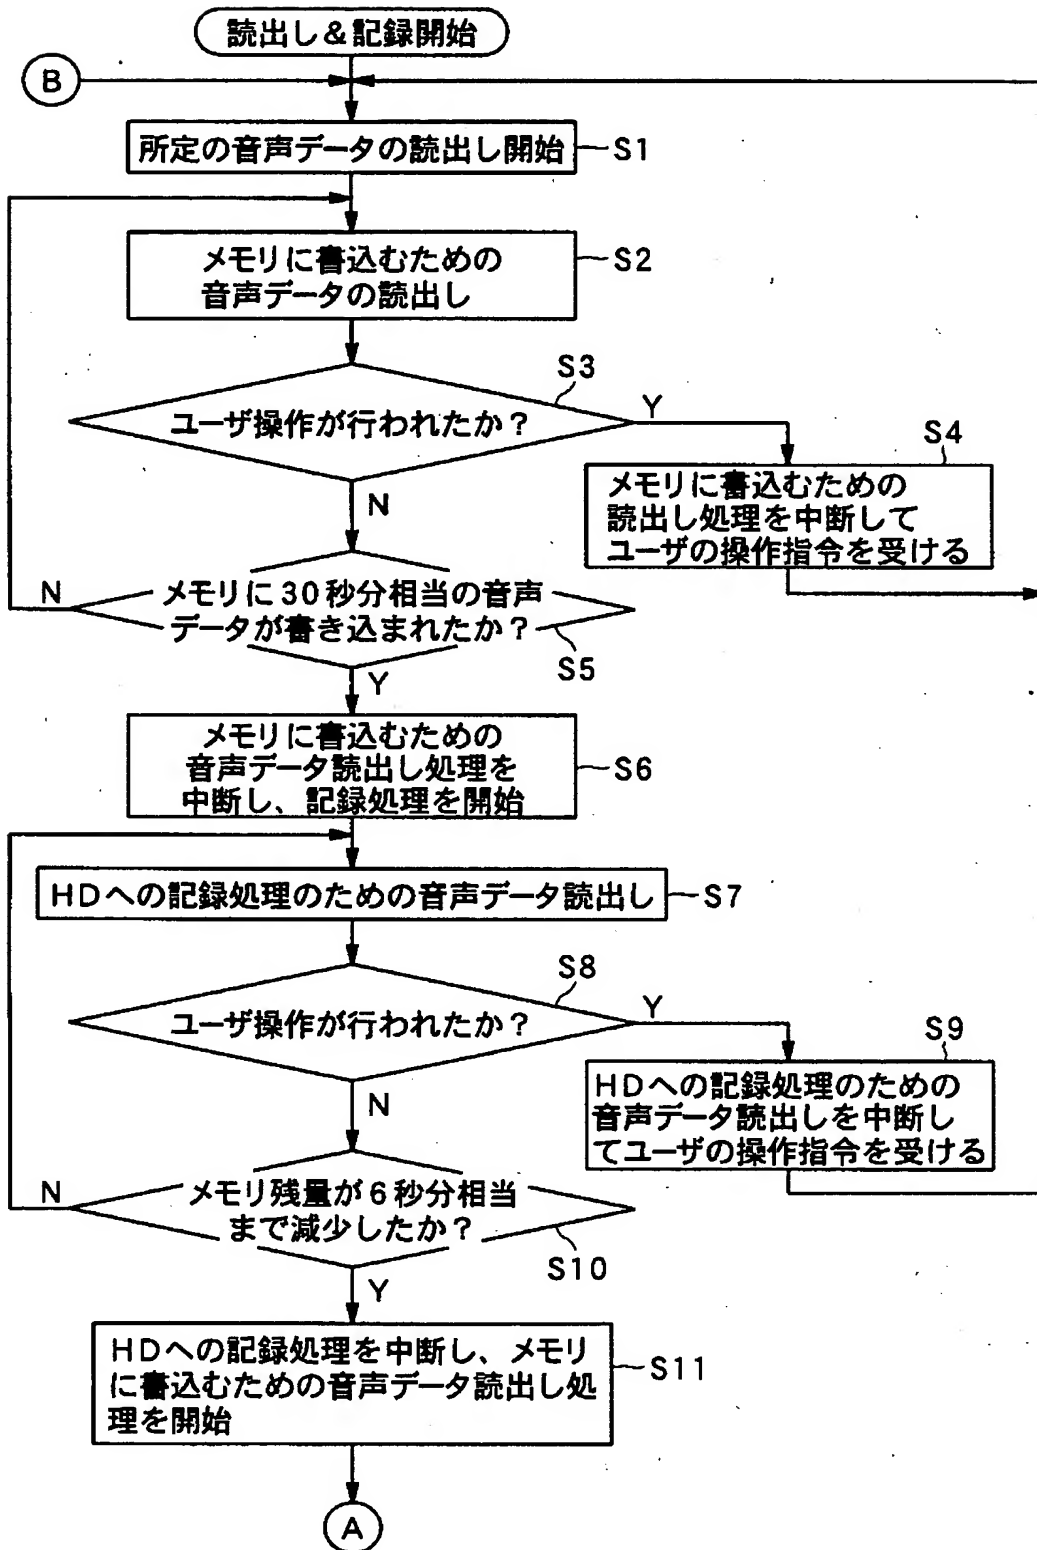 読出し&記録開始
B
所定の音声データの読出し開始
S1
メモリに書込むための
音声データの読出し
S2
S3
ユーザ操作が行われたか?
Y
N
S4
メモリに書込むための
読出し処理を中断して
ユーザの操作指令を受ける
N
メモリに30秒分相当の音声
データが書き込まれたか?
S5
Y
メモリに書込むための
音声データ読出し処理を
中断し、記録処理を開始
S6
HDへの記録処理のための音声データ読出し
S7
S8
ユーザ操作が行われたか?
Y
N
S9
HDへの記録処理のための
音声データ読出しを中断し
てユーザの操作指令を受ける
N
メモリ残量が6秒分相当
まで減少したか?
S10
Y
HDへの記録処理を中断し、メモリ
に書込むための音声データ読出し処
理を開始
S11
A